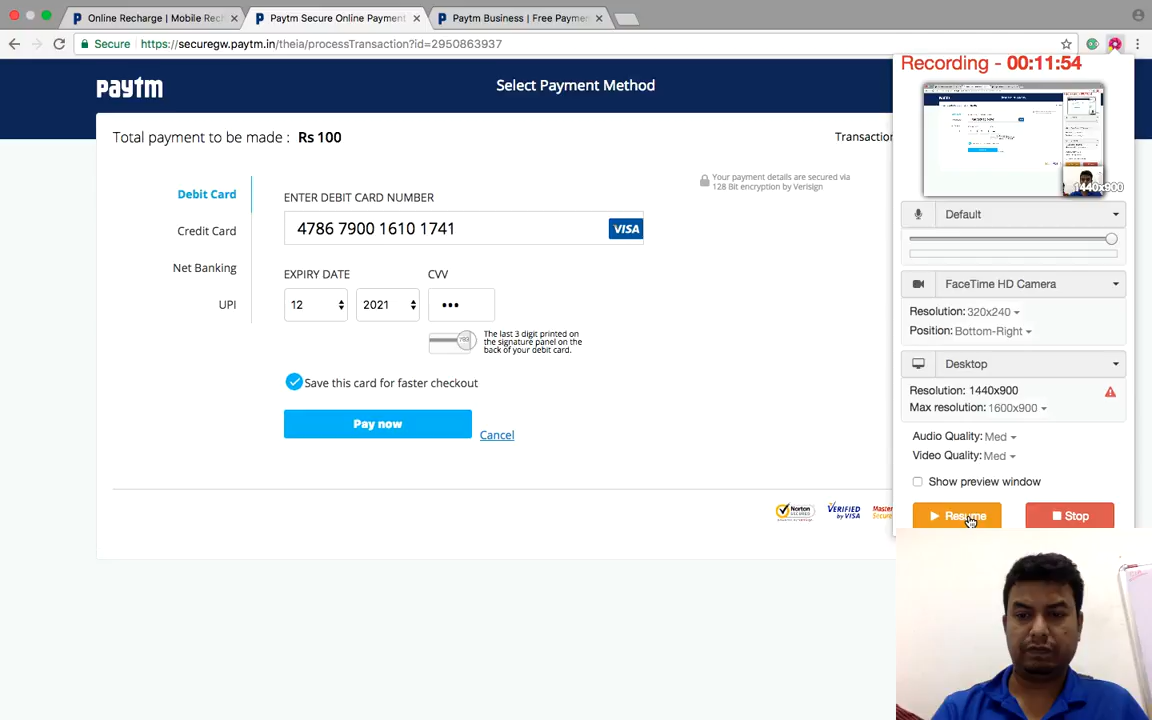 Online Recharge | Mobile Rech
Paytm Secure Online Payment
Paytm Business | Free Paymen
Secure https://securegw.paytm.in/theia/processTransaction?id=2950863937
paytm
Select Payment Method
Total payment to be made : Rs 100
Transaction
Debit Card
Credit Card
Net Banking
UPI
ENTER DEBIT CARD NUMBER
4786 7900 1610 1741
VISA
EXPIRY DATE
CVV
12
2021
•••
The last 3 digit printed on
the signature panel on the
back of your debit card.
Your payment details are secured via
128 Bit encryption by Verisign
Save this card for faster checkout
Pay now
Cancel
Norton
SECURED
VERIFIED
by VISA
Recording - 00:11:54
1440x900
Default
FaceTime HD Camera
Resolution: 320x240
Position: Bottom-Right
Desktop
Resolution: 1440x900
Max resolution: 1600x900
Audio Quality: Med
Video Quality: Med
Show preview window
Resume
Stop